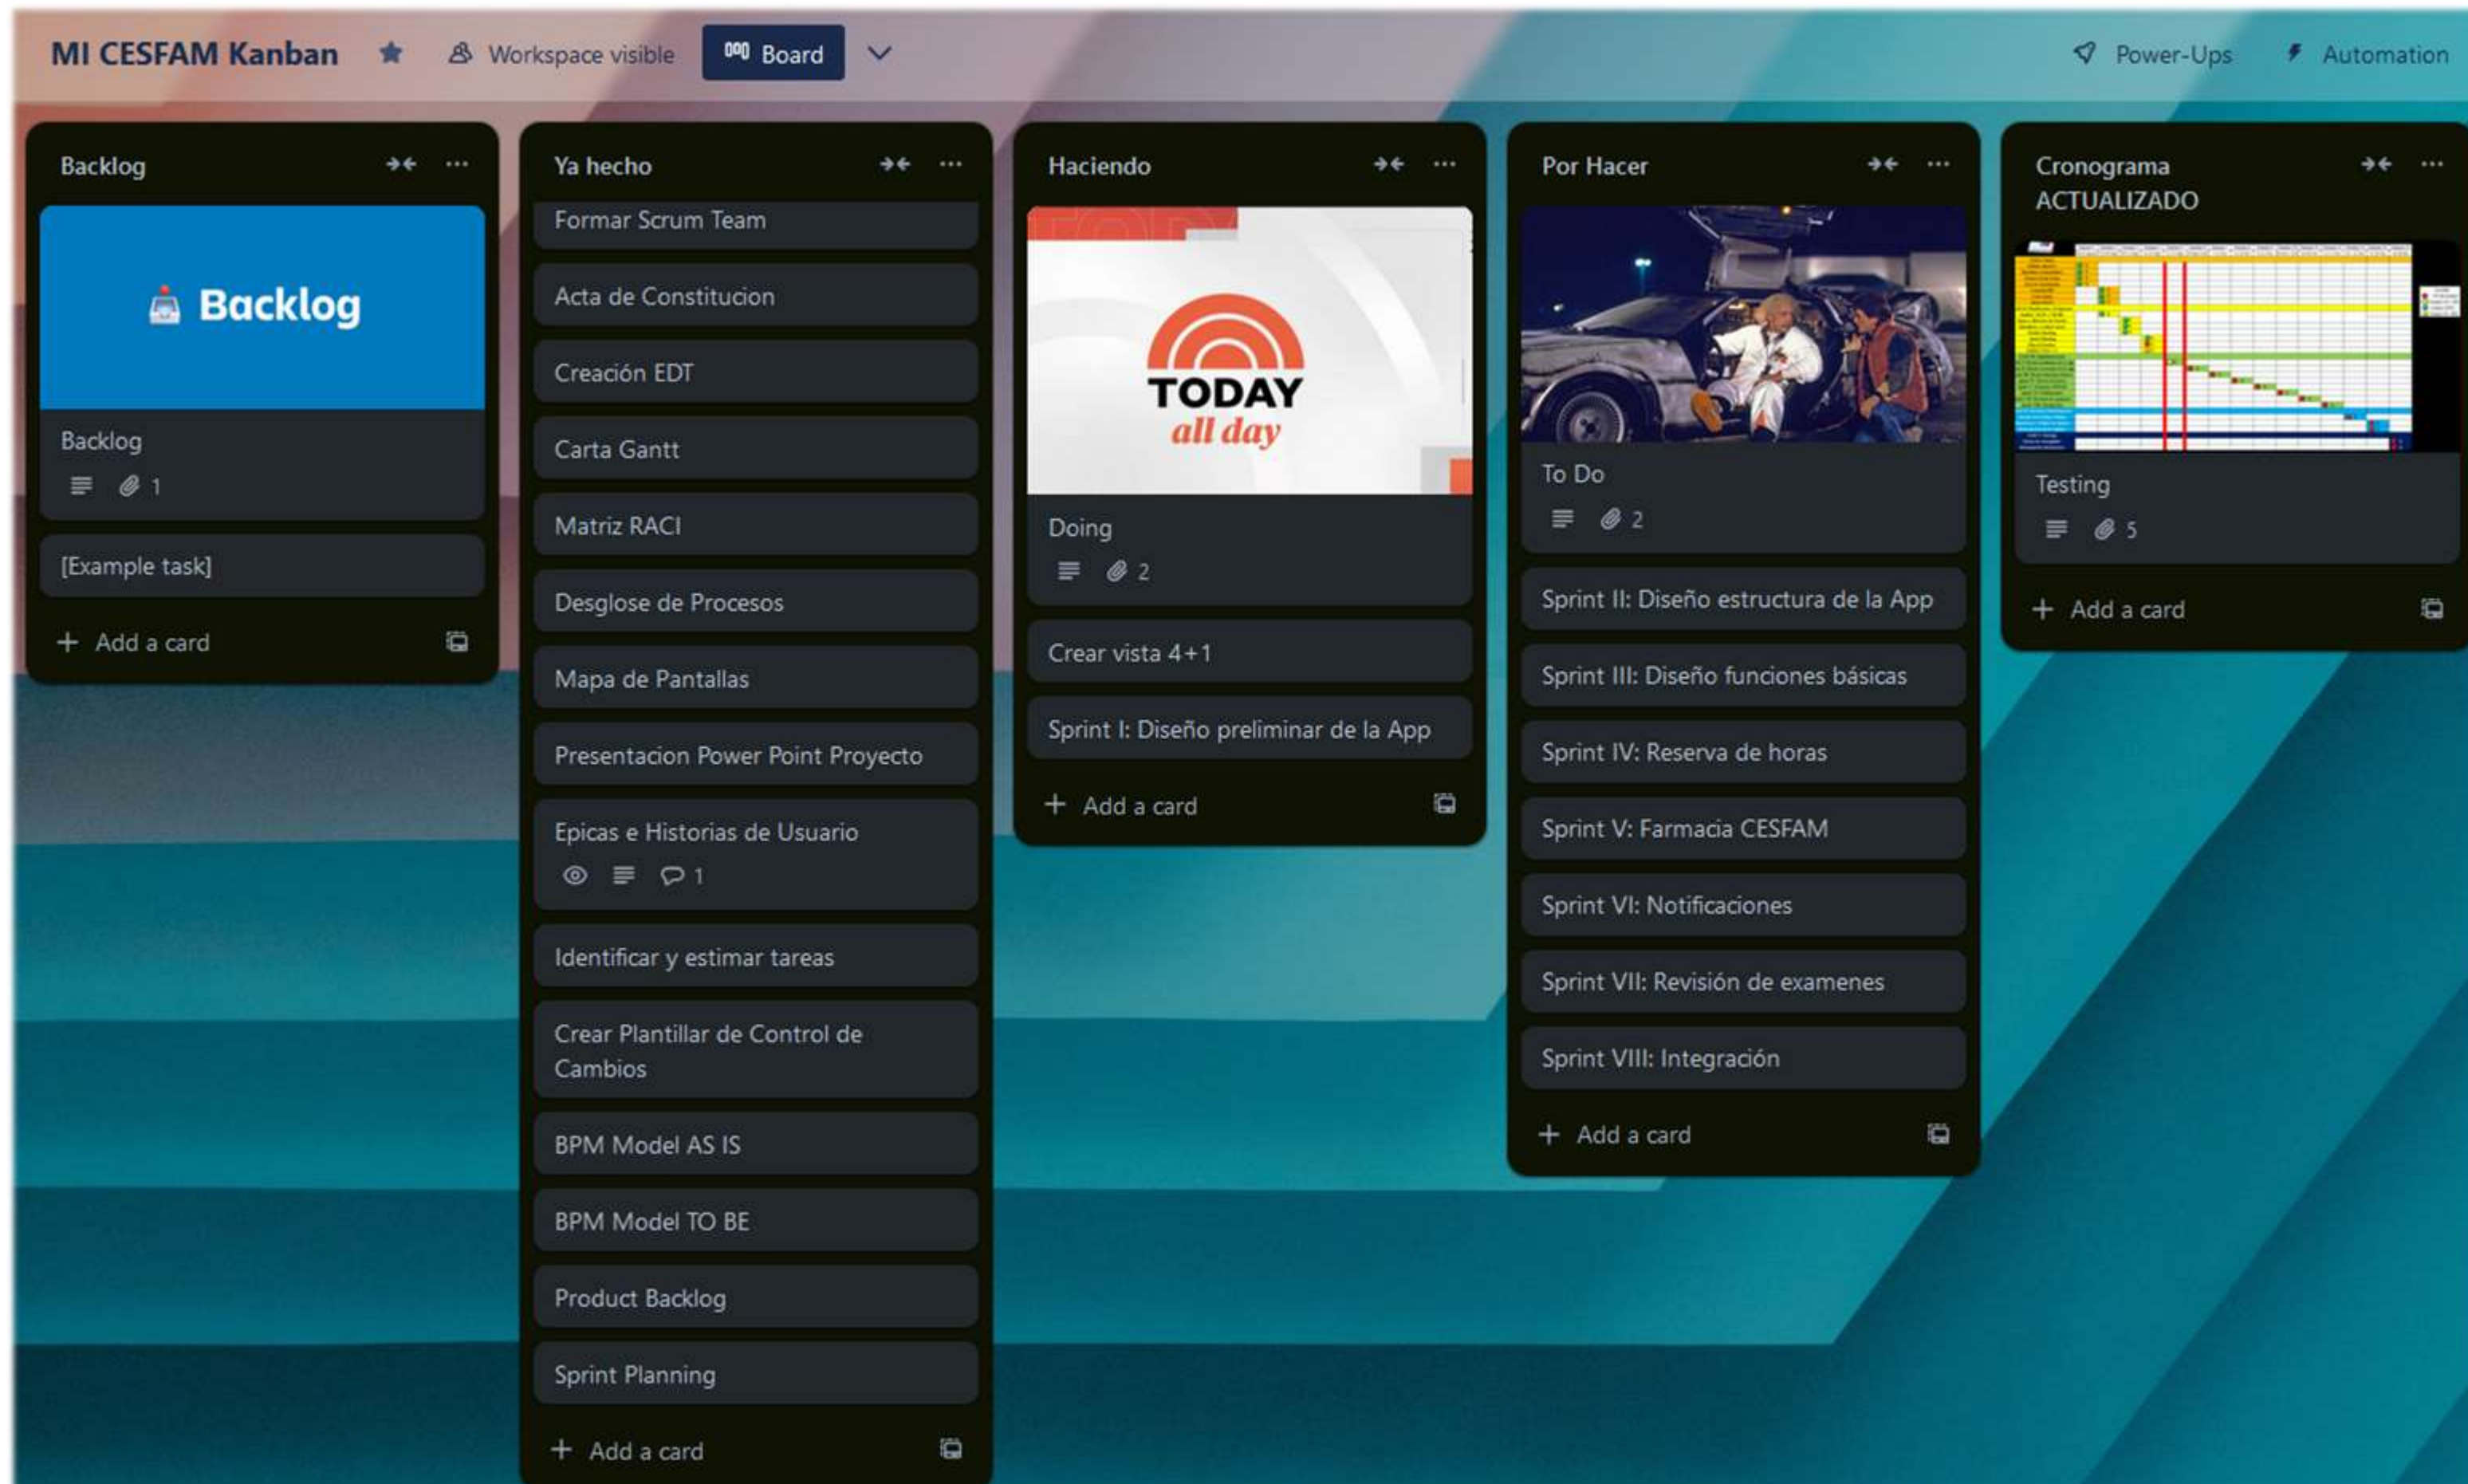 MI CESFAM Kanban
Workspace visible
Board
Power-Ups
Automation
Backlog
Backlog
Backlog
1
[Example task]
+ Add a card
Ya hecho
Formar Scrum Team
Acta de Constitucion
Creación EDT
Carta Gantt
Matriz RACI
Desglose de Procesos
Mapa de Pantallas
Presentacion Power Point Proyecto
Epicas e Historias de Usuario
1
Identificar y estimar tareas
Crear Plantillar de Control de
Cambios
BPM Model AS IS
BPM Model TO BE
Product Backlog
Sprint Planning
+ Add a card
Haciendo
TODAY
all day
Doing
2
Crear vista 4+1
Sprint I: Diseño preliminar de la App
+ Add a card
Por Hacer
To Do
2
Sprint II: Diseño estructura de la App
Sprint III: Diseño funciones básicas
Sprint IV: Reserva de horas
Sprint V: Farmacia CESFAM
Sprint VI: Notificaciones
Sprint VII: Revisión de examenes
Sprint VIII: Integración
+ Add a card
Cronograma
ACTUALIZADO
Testing
5
+ Add a card